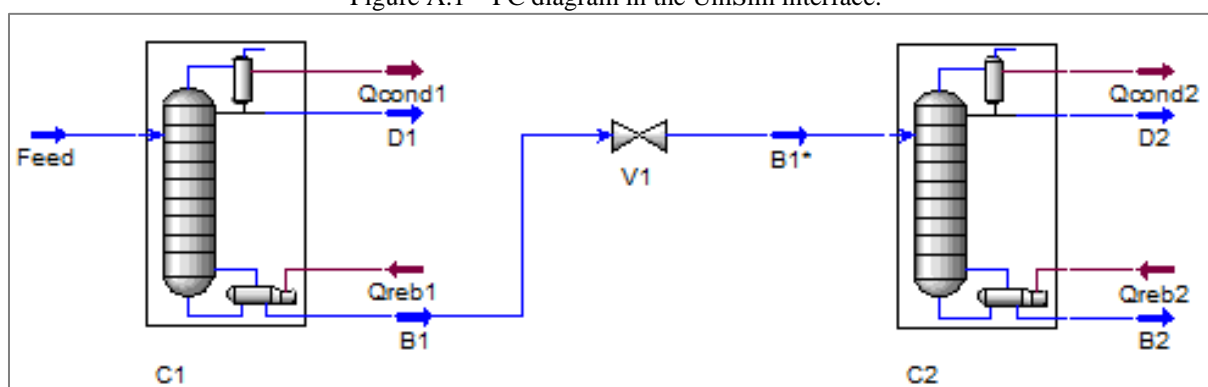 Figure A.1 – TC diagram in the UniSim interface.
Qcond1
D1
Feed
V1
B1*
Qreb1
B1
C1
Qcond2
D2
Qreb2
B2
C2